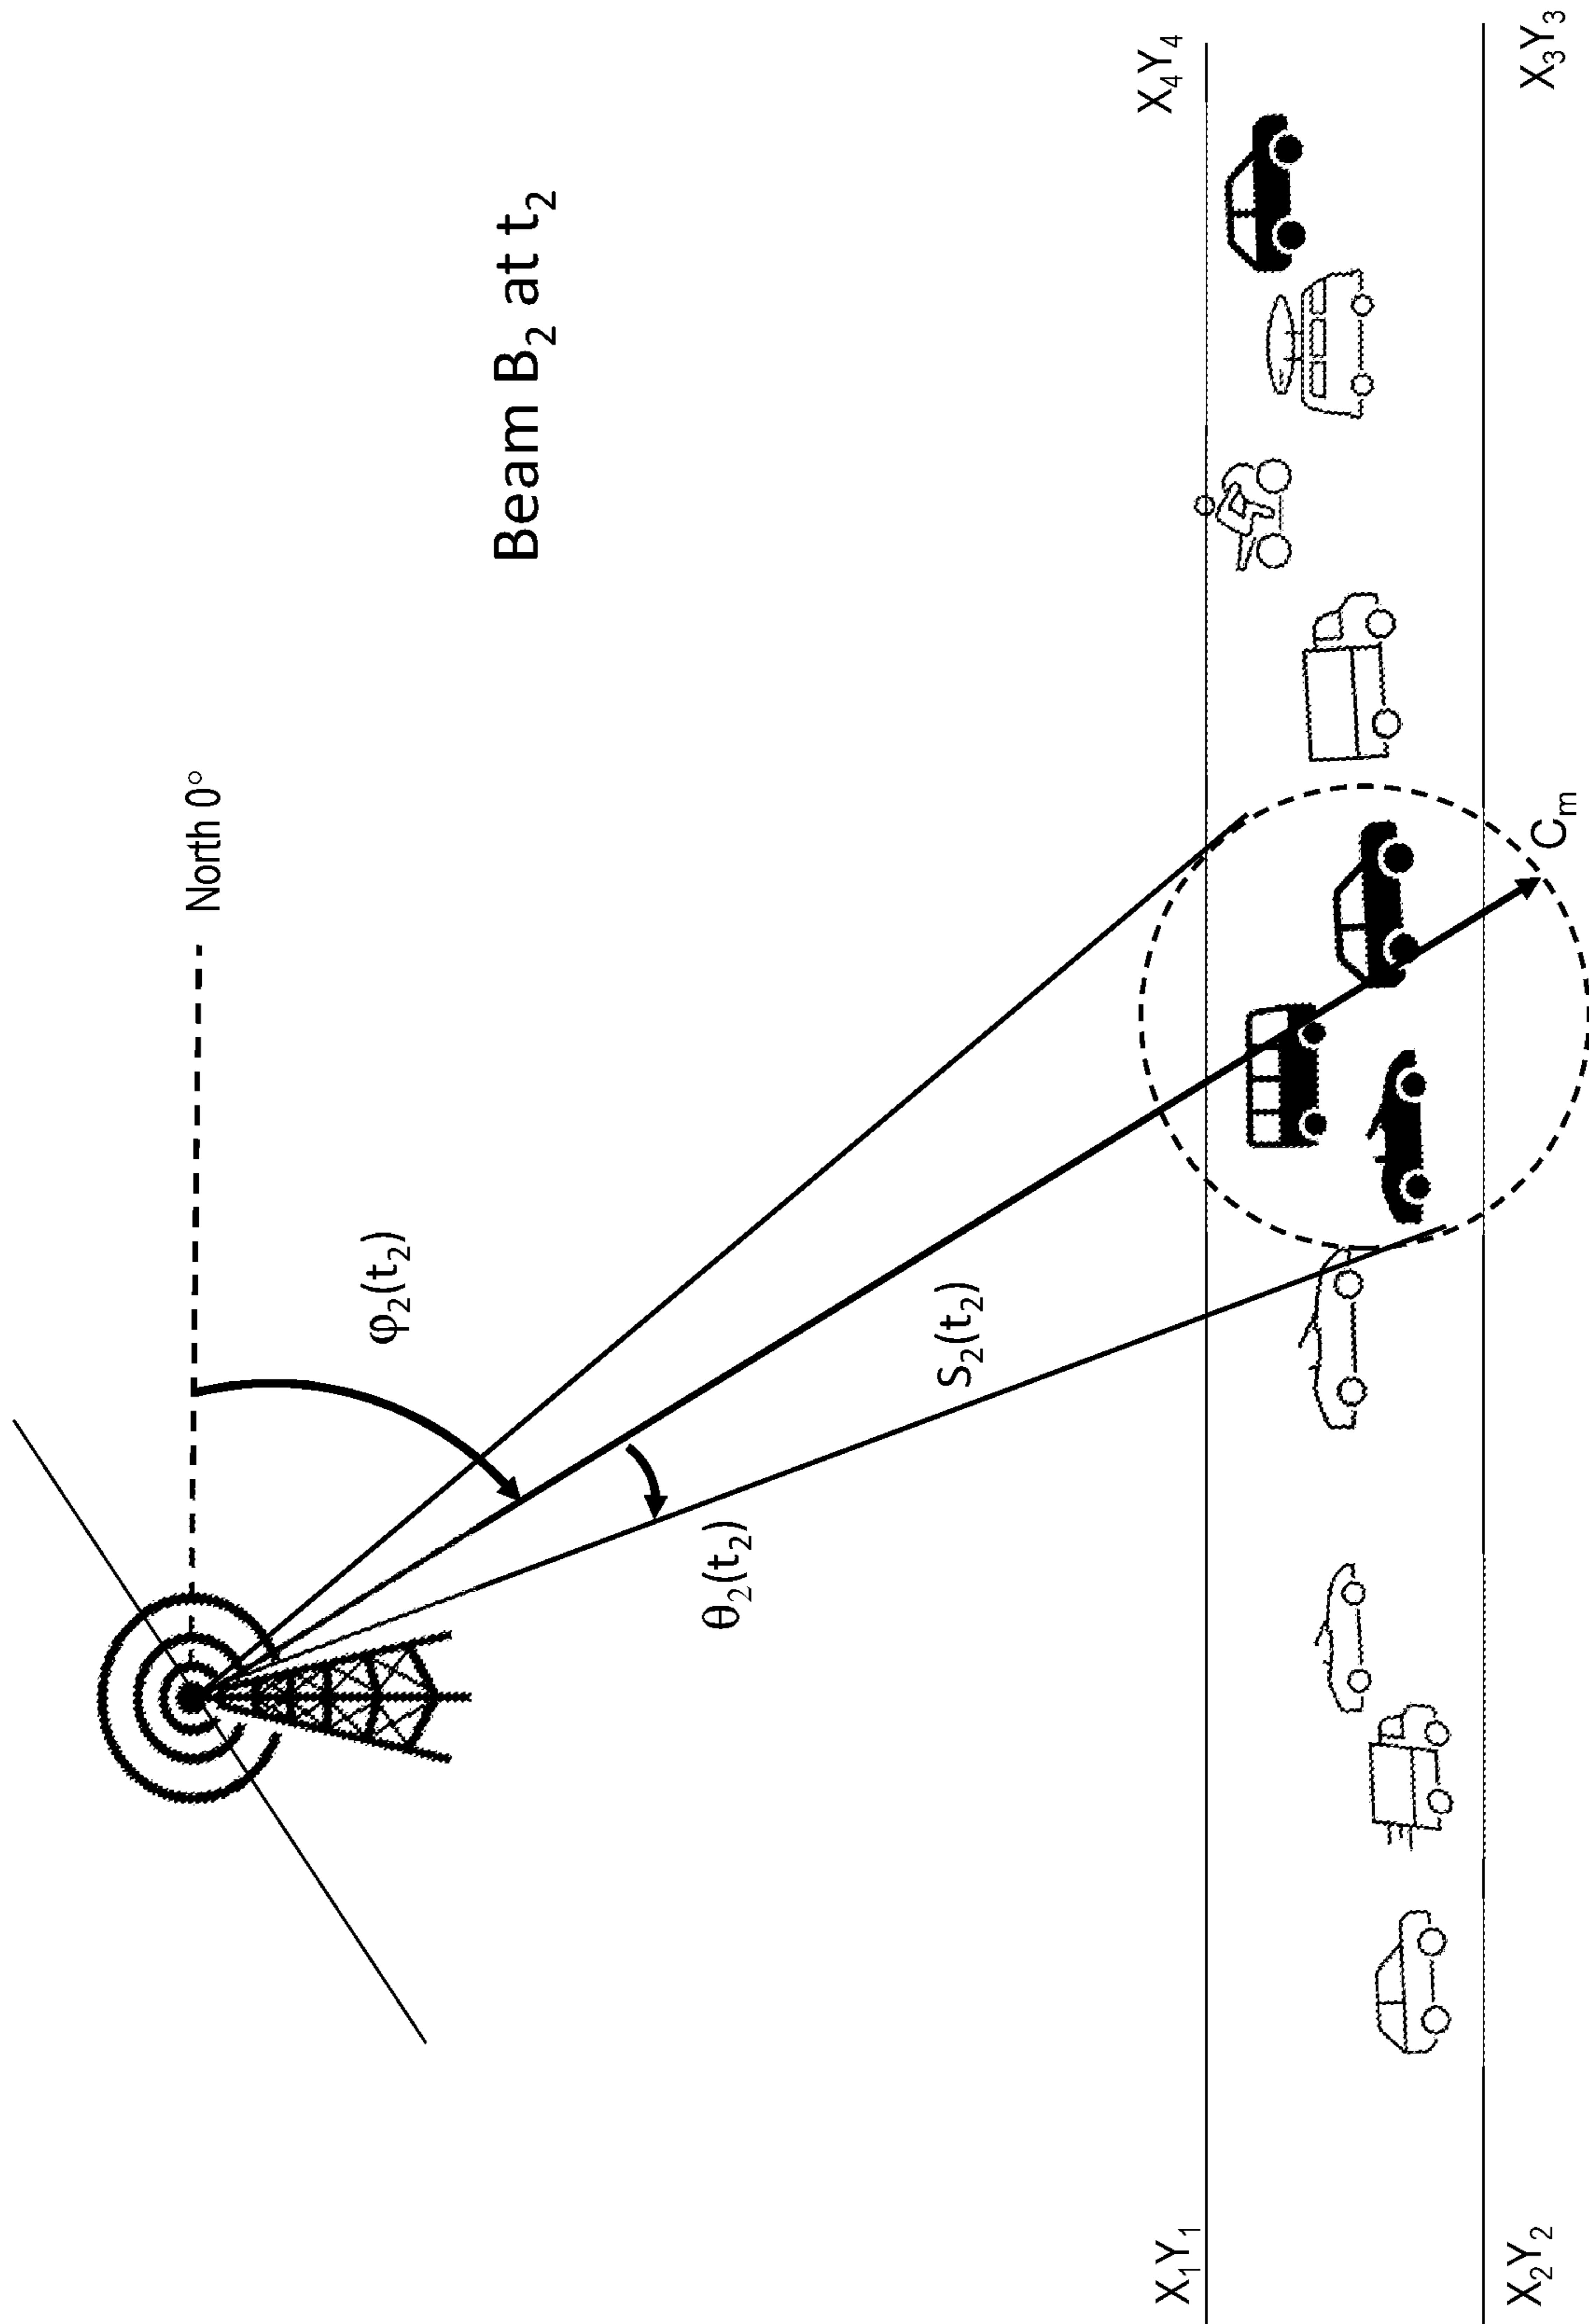 North 0°
φ₂(t₂)
Beam B₂ at t₂
θ₂(t₂)
S₂(t₂)
X₁Y₁
X₄Y₄
Cₘ
X₂Y₂
X₃Y₃